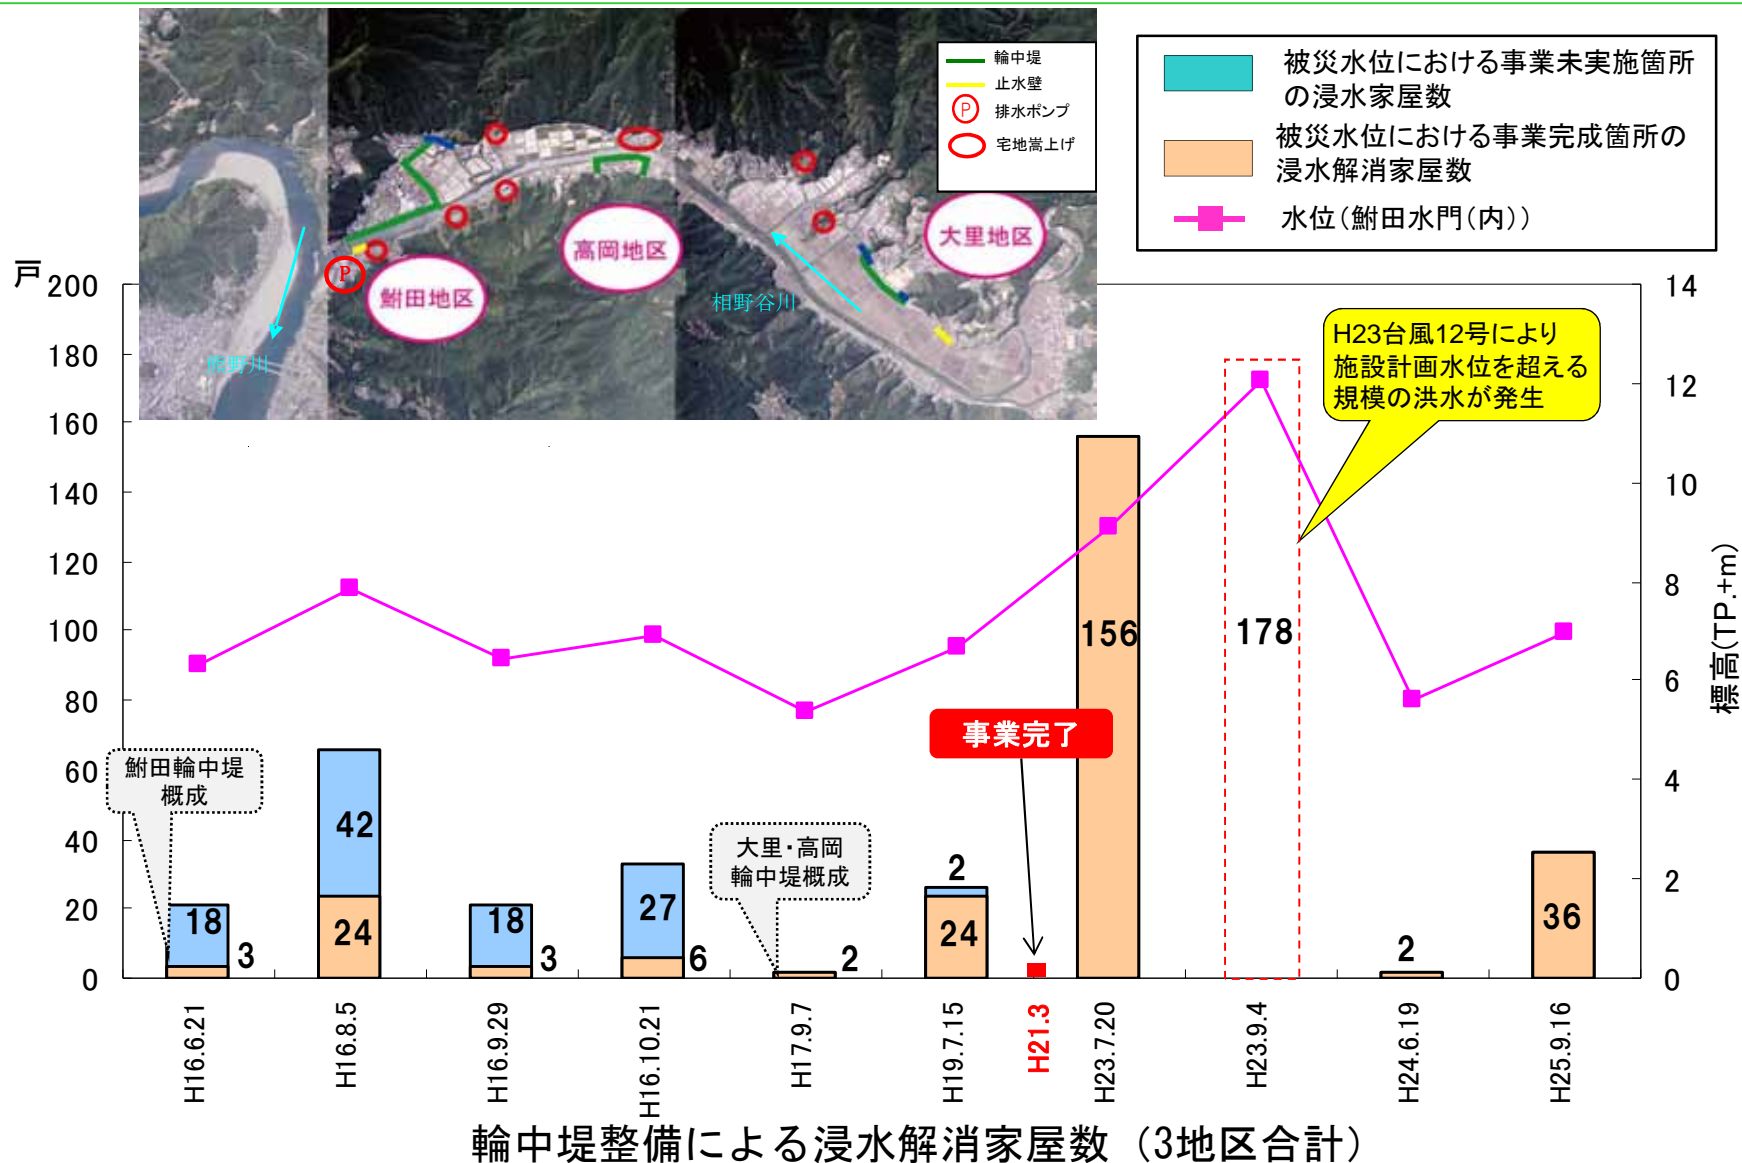 輪中堤
止水壁
P 排水ポンプ
宅地嵩上げ
被災水位における事業未実施箇所
の浸水家屋数
被災水位における事業完成箇所の
浸水解消家屋数
水位(鮒田水門(内))
高岡地区
大里地区
鮒田地区
P
相野谷川
熊野川
戸
200
180
160
140
120
100
80
60
40
20
0
14
12
10
8
6
4
2
0
標高(TP.+m)
H23台風12号により
施設計画水位を超える
規模の洪水が発生
鮒田輪中堤
概成
大里・高岡
輪中堤概成
事業完了
18
3
42
24
18
3
27
6
2
2
24
156
178
2
36
H16.6.21
H16.8.5
H16.9.29
H16.10.21
H17.9.7
H19.7.15
H21.3
H23.7.20
H23.9.4
H24.6.19
H25.9.16
輪中堤整備による浸水解消家屋数(3地区合計)